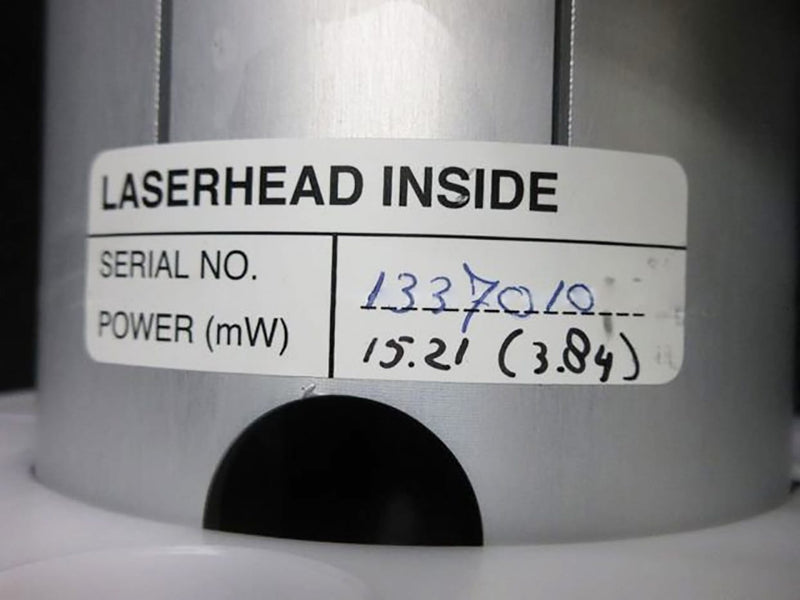 LASERHEAD INSIDE
SERIAL NO. 1337010
POWER (mW) 15.21 (3.84)